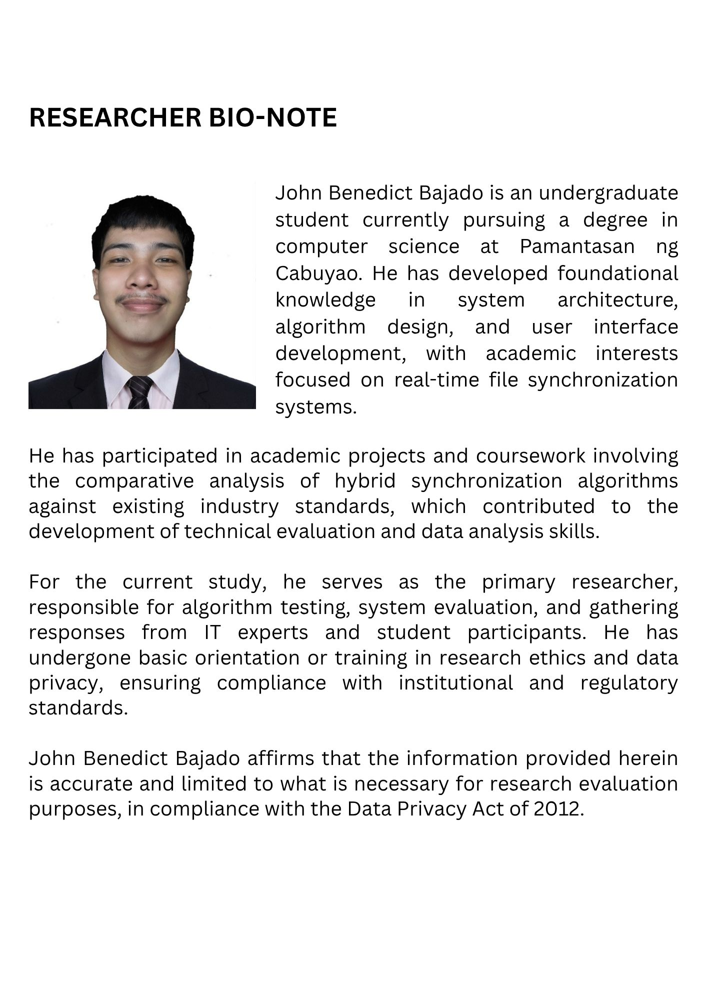 RESEARCHER BIO-NOTE
John Benedict Bajado is an undergraduate
student currently pursuing a degree in
computer science at Pamantasan ng
Cabuyao. He has developed foundational
knowledge in system architecture,
algorithm design, and user interface
development, with academic interests
focused on real-time file synchronization
systems.
He has participated in academic projects and coursework involving
the comparative analysis of hybrid synchronization algorithms
against existing industry standards, which contributed to the
development of technical evaluation and data analysis skills.
For the current study, he serves as the primary researcher,
responsible for algorithm testing, system evaluation, and gathering
responses from IT experts and student participants. He has
undergone basic orientation or training in research ethics and data
privacy, ensuring compliance with institutional and regulatory
standards.
John Benedict Bajado affirms that the information provided herein
is accurate and limited to what is necessary for research evaluation
purposes, in compliance with the Data Privacy Act of 2012.